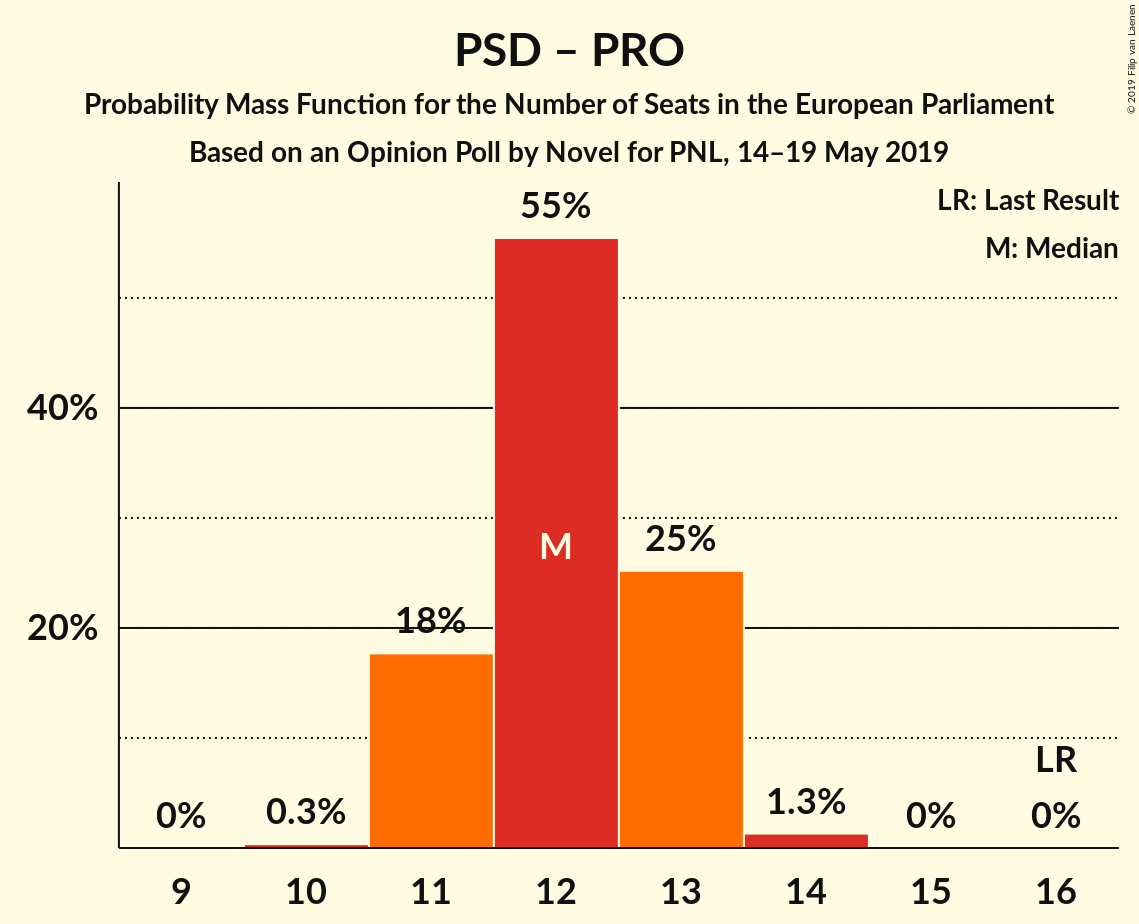 PSD – PRO
Probability Mass Function for the Number of Seats in the European Parliament
Based on an Opinion Poll by Novel for PNL, 14–19 May 2019
© 2019 Filip van Laenen
LR: Last Result
M: Median
55%
40%
M
25%
20%
18%
LR
0%
0.3%
1.3%
0%
0%
9 10 11 12 13 14 15 16